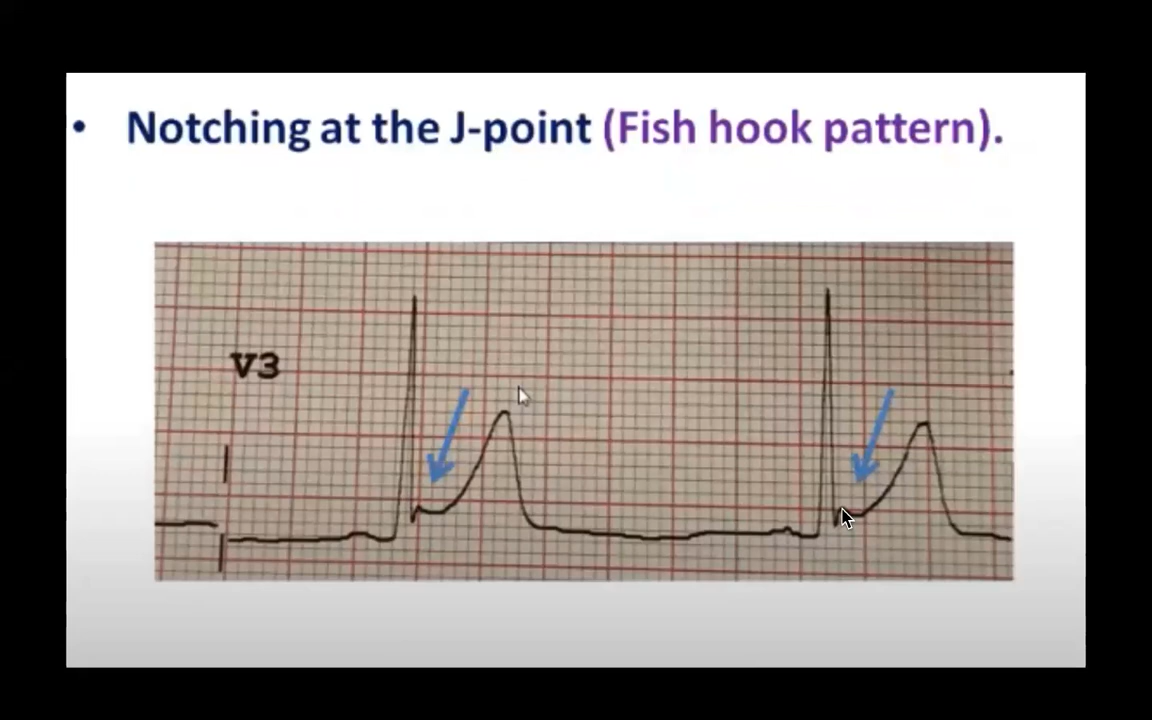 • Notching at the J-point (Fish hook pattern).
V3